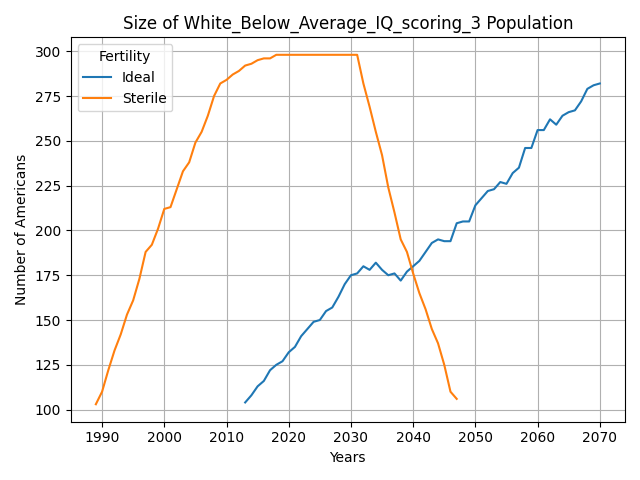 Size of White_Below_Average_IQ_scoring_3 Population
Fertility
Ideal
Sterile
Number of Americans
300
275
250
225
200
175
150
125
100
1990 2000 2010 2020 2030 2040 2050 2060 2070
Years